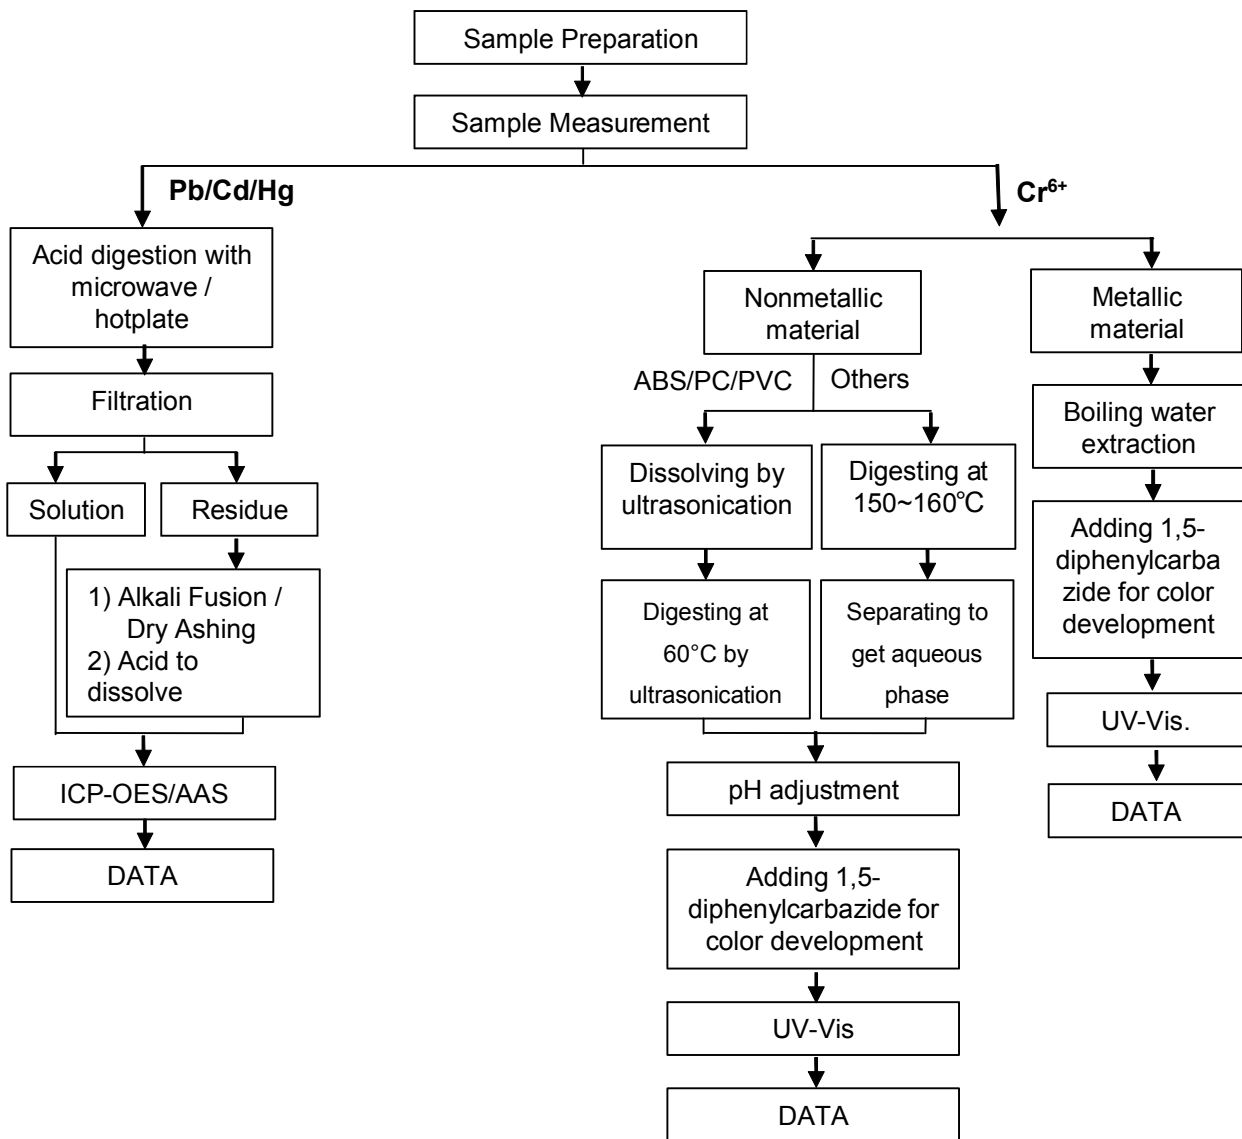 Sample Preparation
Sample Measurement
Pb/Cd/Hg
Cr⁶⁺
Acid digestion with
microwave /
hotplate
Filtration
Solution
Residue
1) Alkali Fusion /
Dry Ashing
2) Acid to
dissolve
ICP-OES/AAS
DATA
Nonmetallic
material
ABS/PC/PVC
Others
Dissolving by
ultrasonication
Digesting at
150~160℃
Digesting at
60°C by
ultrasonication
Separating to
get aqueous
phase
pH adjustment
Adding 1,5-
diphenylcarbazide for
color development
UV-Vis
DATA
Metallic
material
Boiling water
extraction
Adding 1,5-
diphenylcarba
zide for color
development
UV-Vis.
DATA